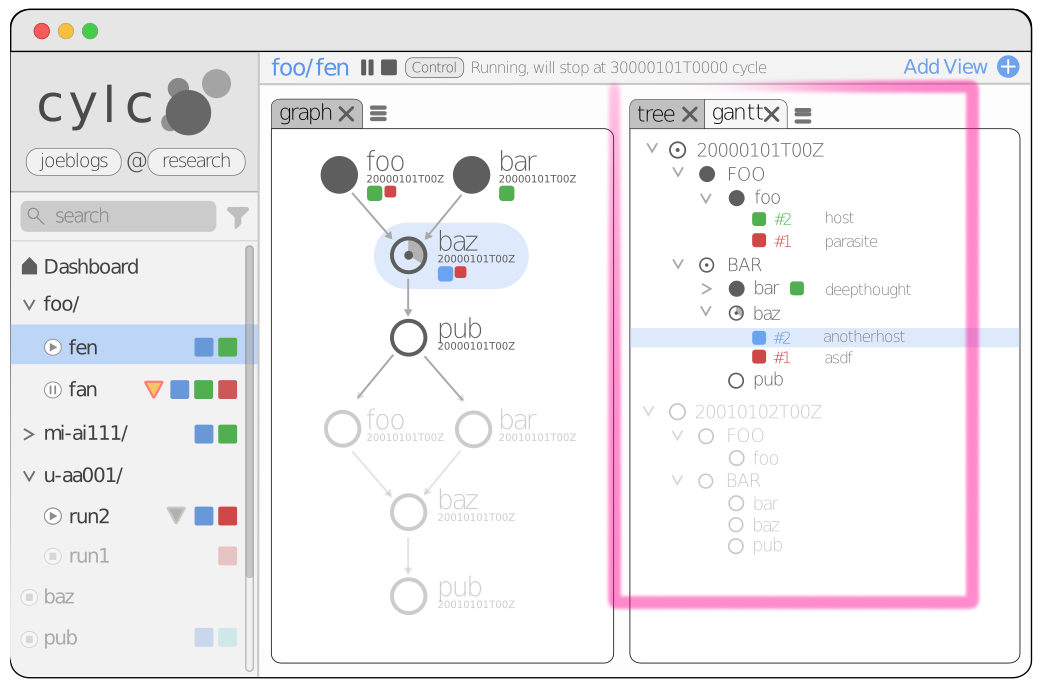 cylc
joeblogs @ research
search
Dashboard
foo/
fen
fan
mi-ai111/
u-aa001/
run2
run1
baz
pub
foo/fen Control Running, will stop at 30000101T0000 cycle Add View
graph
foo
20000101T00Z
bar
20000101T00Z
baz
20000101T00Z
pub
20000101T00Z
foo
20010101T00Z
bar
20010101T00Z
baz
20010101T00Z
pub
20010101T00Z
tree gantt
20000101T00Z
FOO
foo
#2 host
#1 parasite
BAR
bar deepthought
baz
#2 anotherhost
#1 asdf
pub
20010102T00Z
FOO
foo
BAR
bar
baz
pub